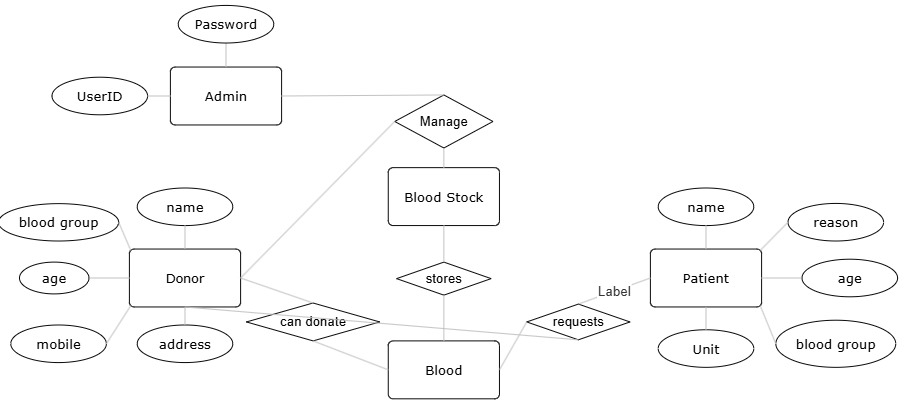 Password
UserID
Admin
Manage
Blood Stock
name
blood group
age
Donor
mobile
address
can donate
stores
Blood
Label
requests
name
reason
Patient
age
Unit
blood group